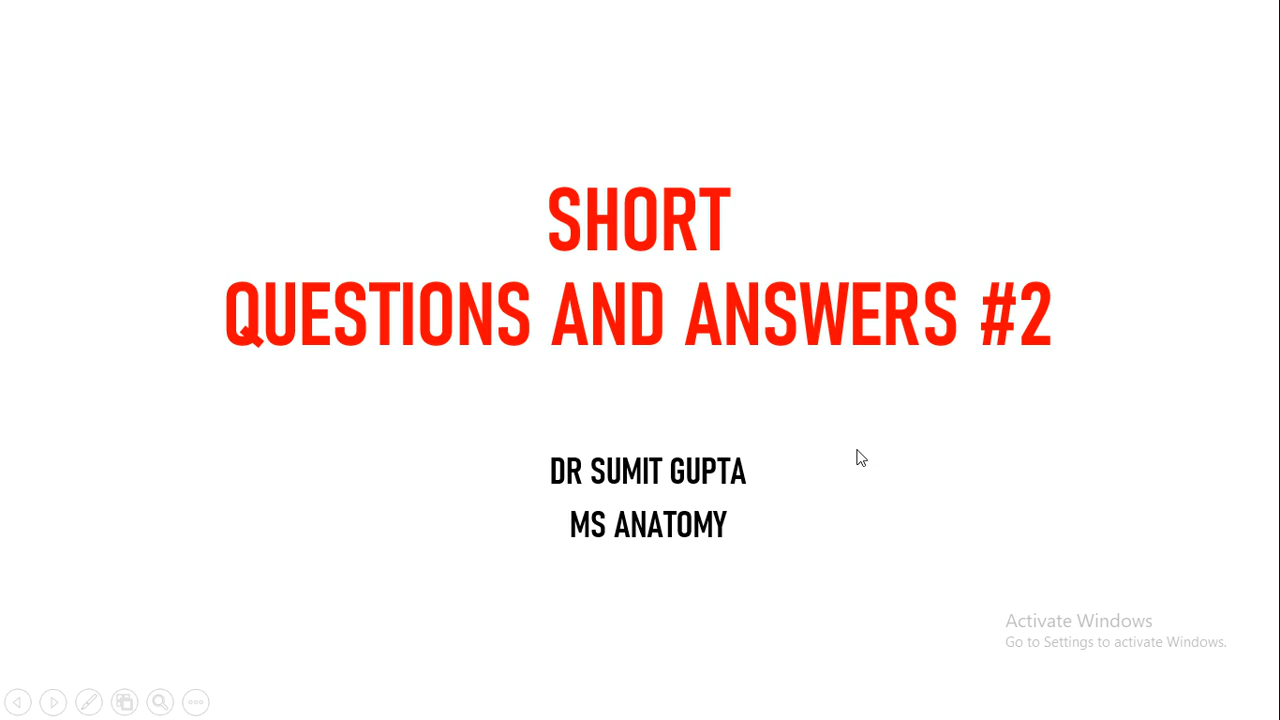 SHORT
QUESTIONS AND ANSWERS #2
DR SUMIT GUPTA
MS ANATOMY
Activate Windows
Go to Settings to activate Windows.